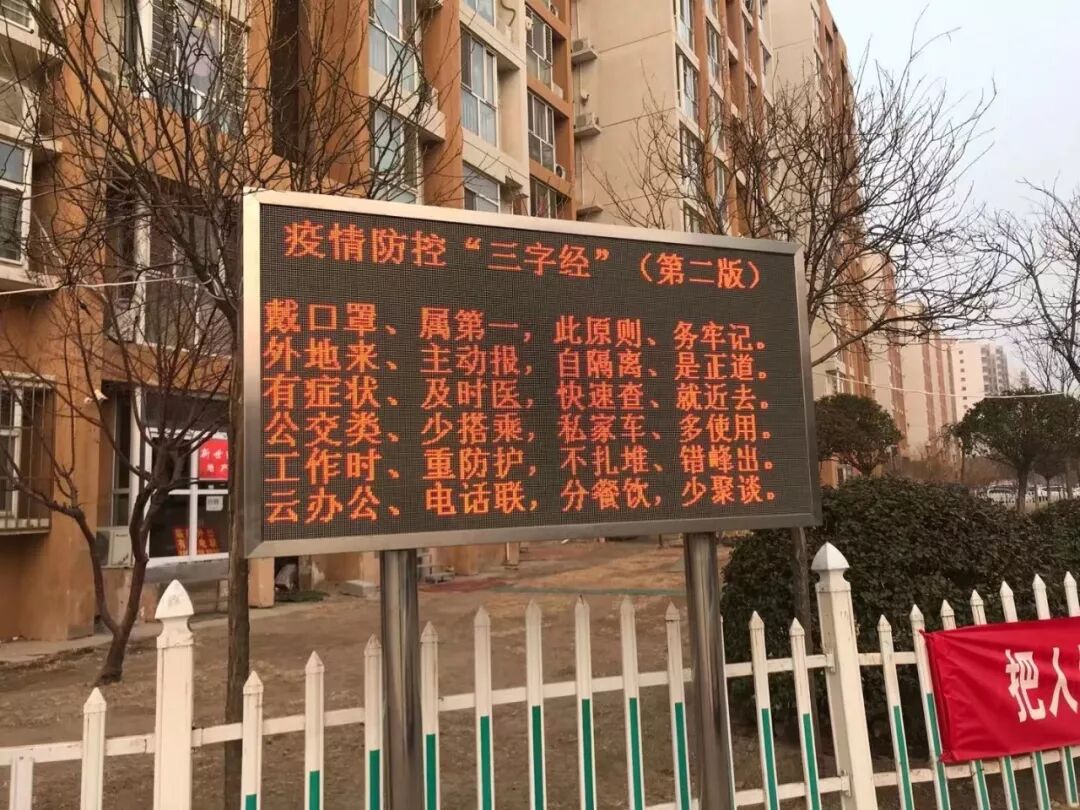 疫情防控“三字经”（第二版）
戴口罩、属第一，此原则、务牢记。
外地来、主动报，自隔离、是正道。
有症状、及时医，快速查、就近去。
公交类、少搭乘，私家车、多使用。
工作时、重防护，不扎堆、错峰出。
云办公、电话联，分餐饮，少聚谈。
把人